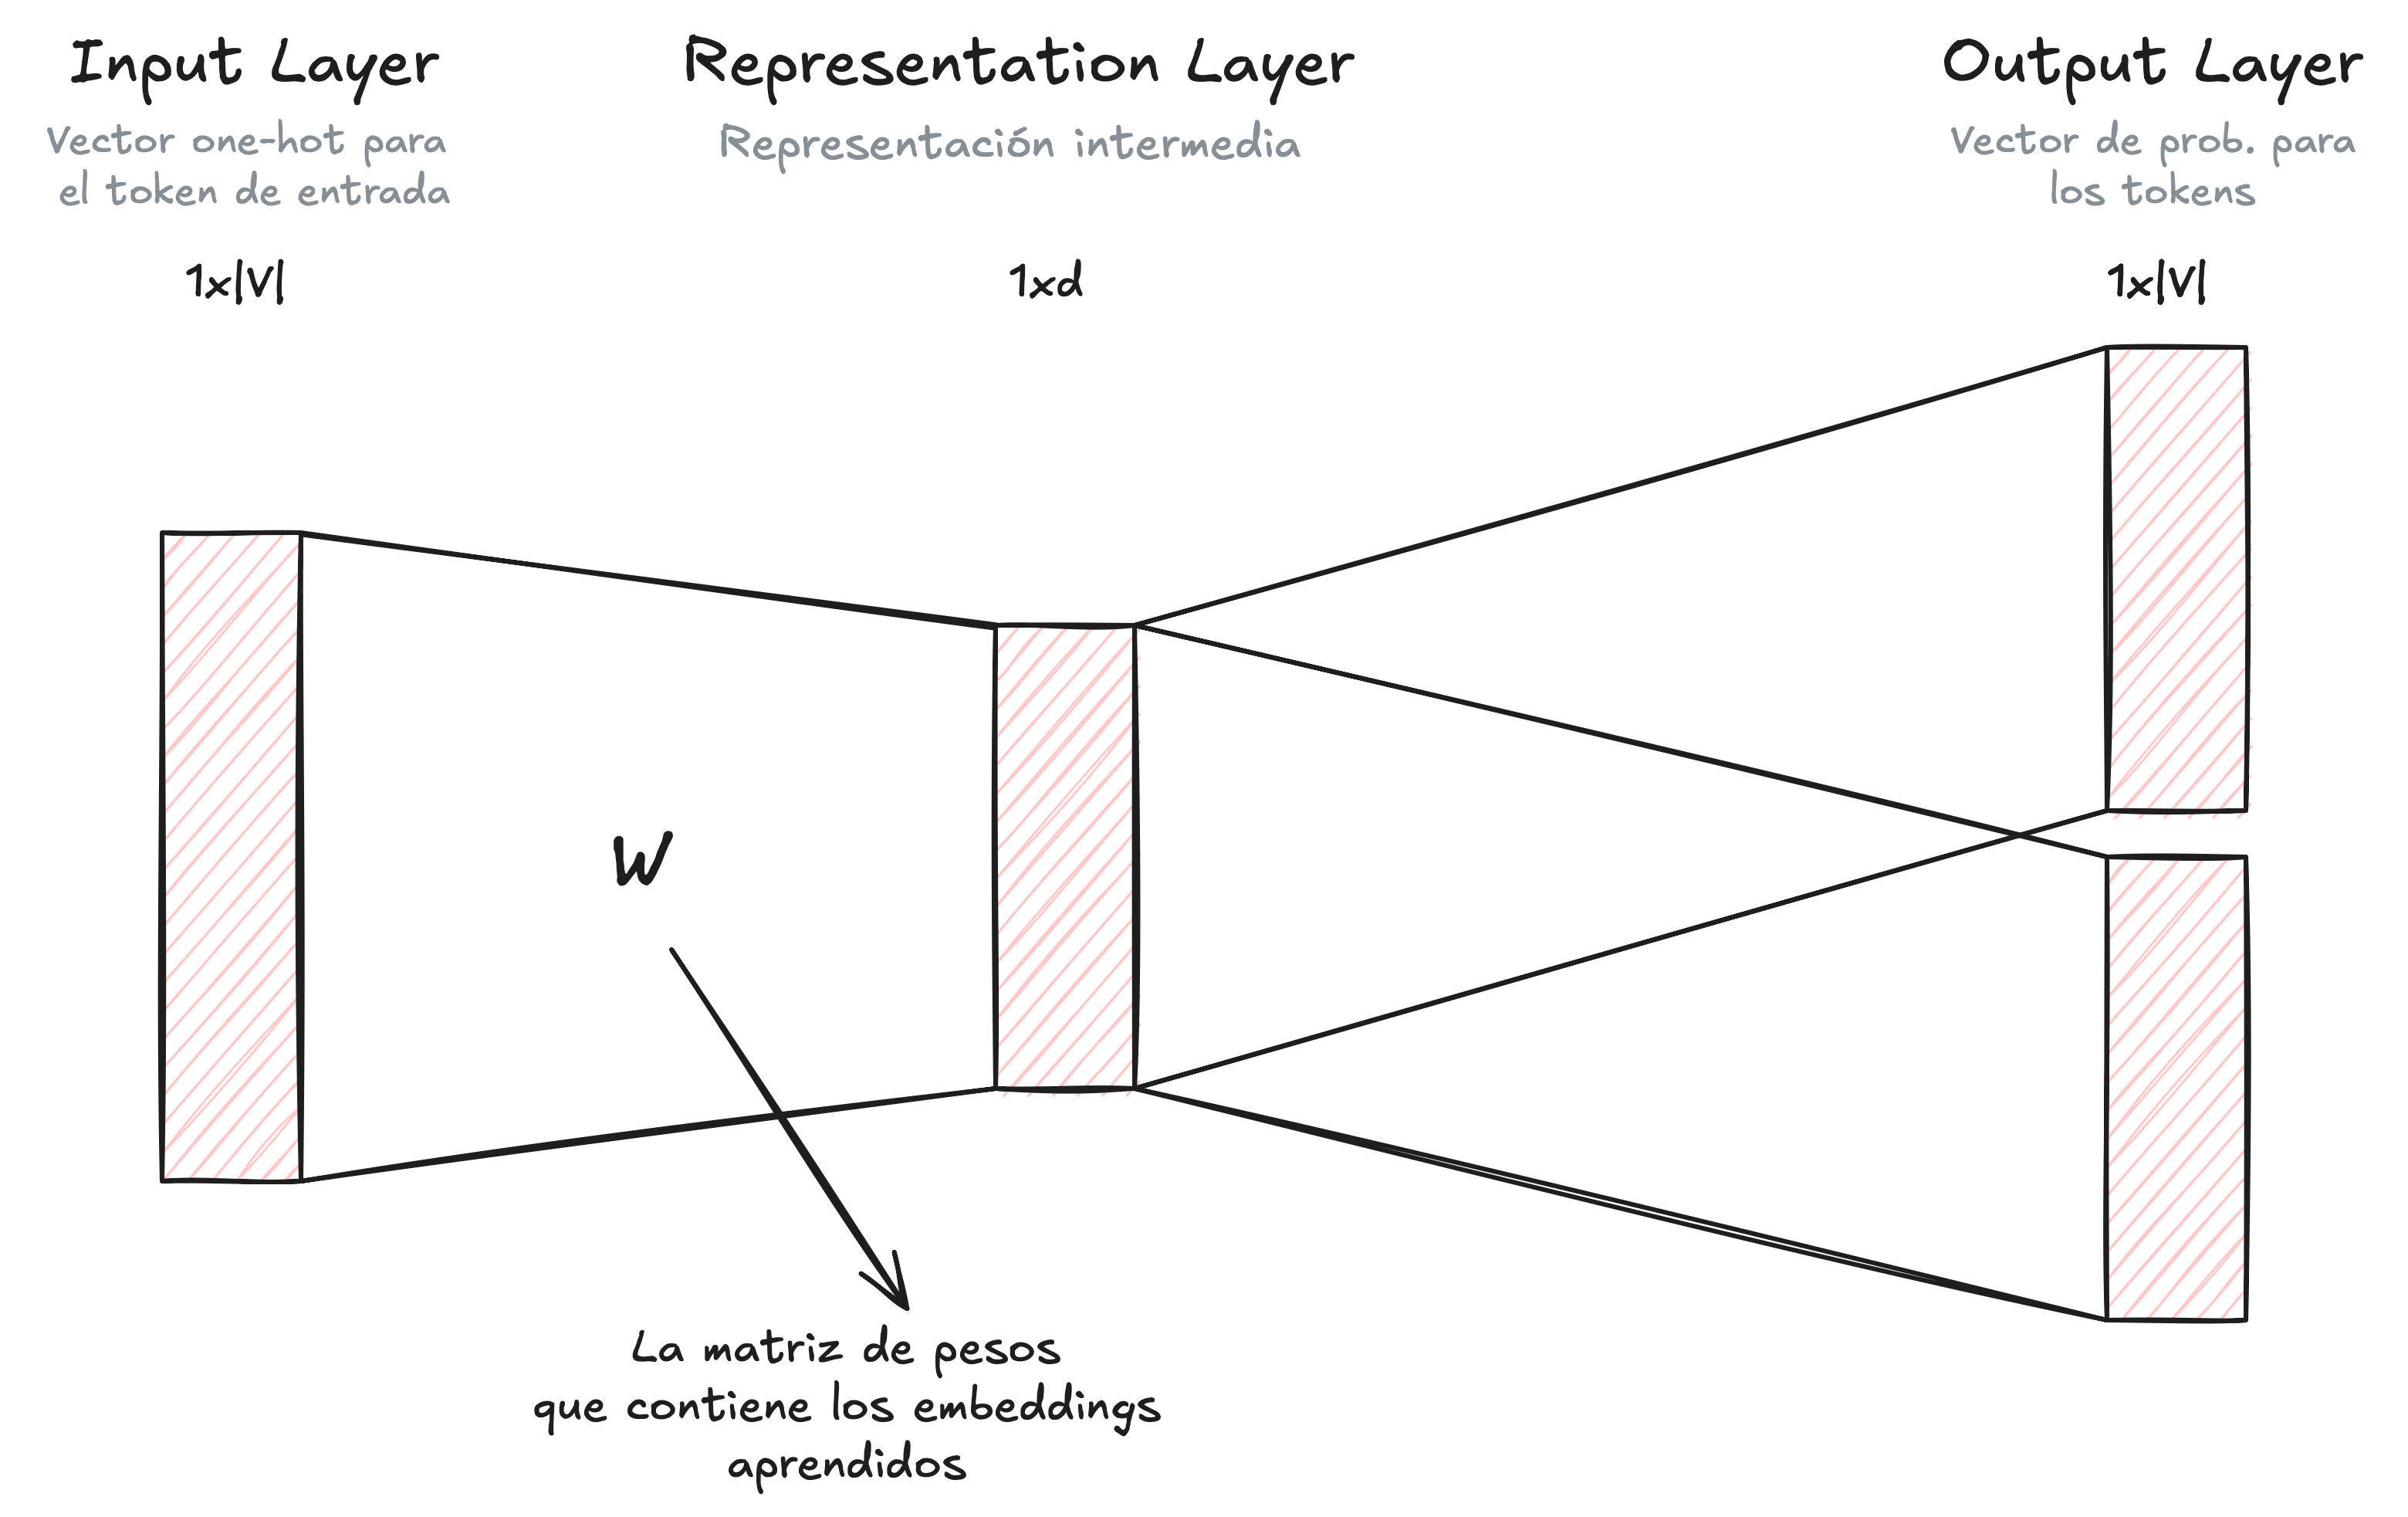 Input Layer
Vector one-hot para
el token de entrada
1x|V|
Representation Layer
Representación intermedia
1xd
Output Layer
Vector de prob. para
los tokens
1x|V|
W
La matriz de pesos
que contiene los embeddings
aprendidos